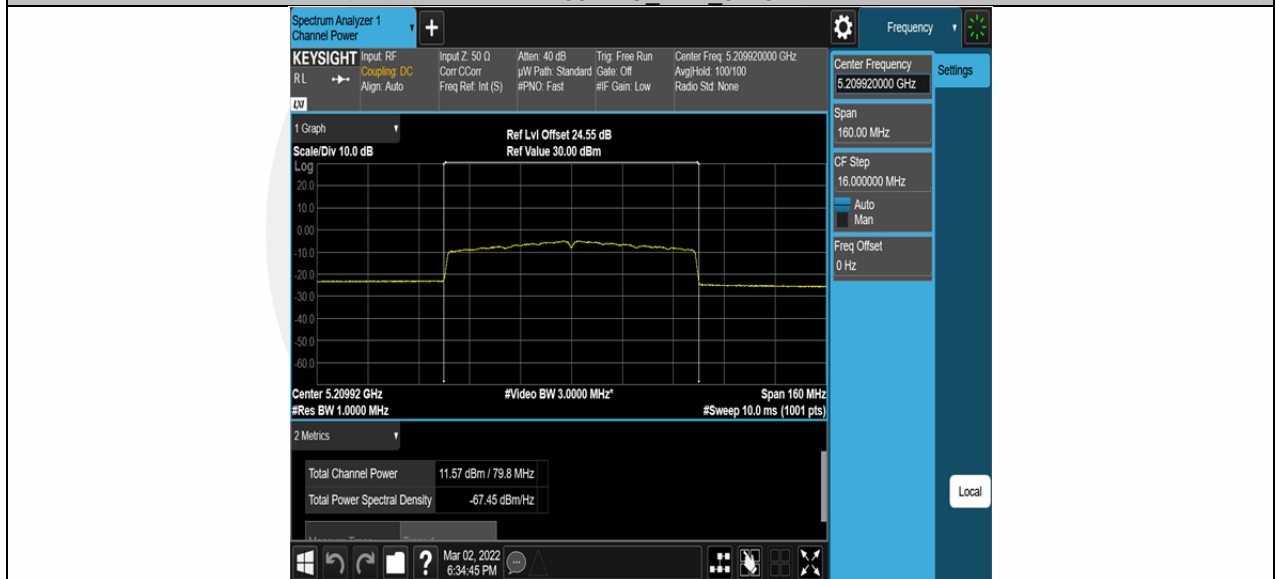 Spectrum Analyzer 1
Channel Power
+
Frequency
KEYSIGHT
RL
LXI
Input: RF
Coupling: DC
Align: Auto
Input Z: 50 Ω
Corr CCorr
Freq Ref: Int (S)
Atten: 40 dB
µW Path: Standard
#PNO: Fast
Trig: Free Run
Gate: Off
#IF Gain: Low
Center Freq: 5.209920000 GHz
Avg|Hold: 100/100
Radio Std: None
Center Frequency
5.209920000 GHz
Settings
Span
160.00 MHz
CF Step
16.000000 MHz
Auto
Man
Freq Offset
0 Hz
Local
1 Graph
Scale/Div 10.0 dB
Ref Lvl Offset 24.55 dB
Ref Value 30.00 dBm
Log
20.0
10.0
0.00
-10.0
-20.0
-30.0
-40.0
-50.0
-60.0
Center 5.20992 GHz
#Video BW 3.0000 MHz*
Span 160 MHz
#Res BW 1.0000 MHz
#Sweep 10.0 ms (1001 pts)
2 Metrics
Total Channel Power 11.57 dBm / 79.8 MHz
Total Power Spectral Density -67.45 dBm/Hz
?
Mar 02, 2022
6:34:45 PM